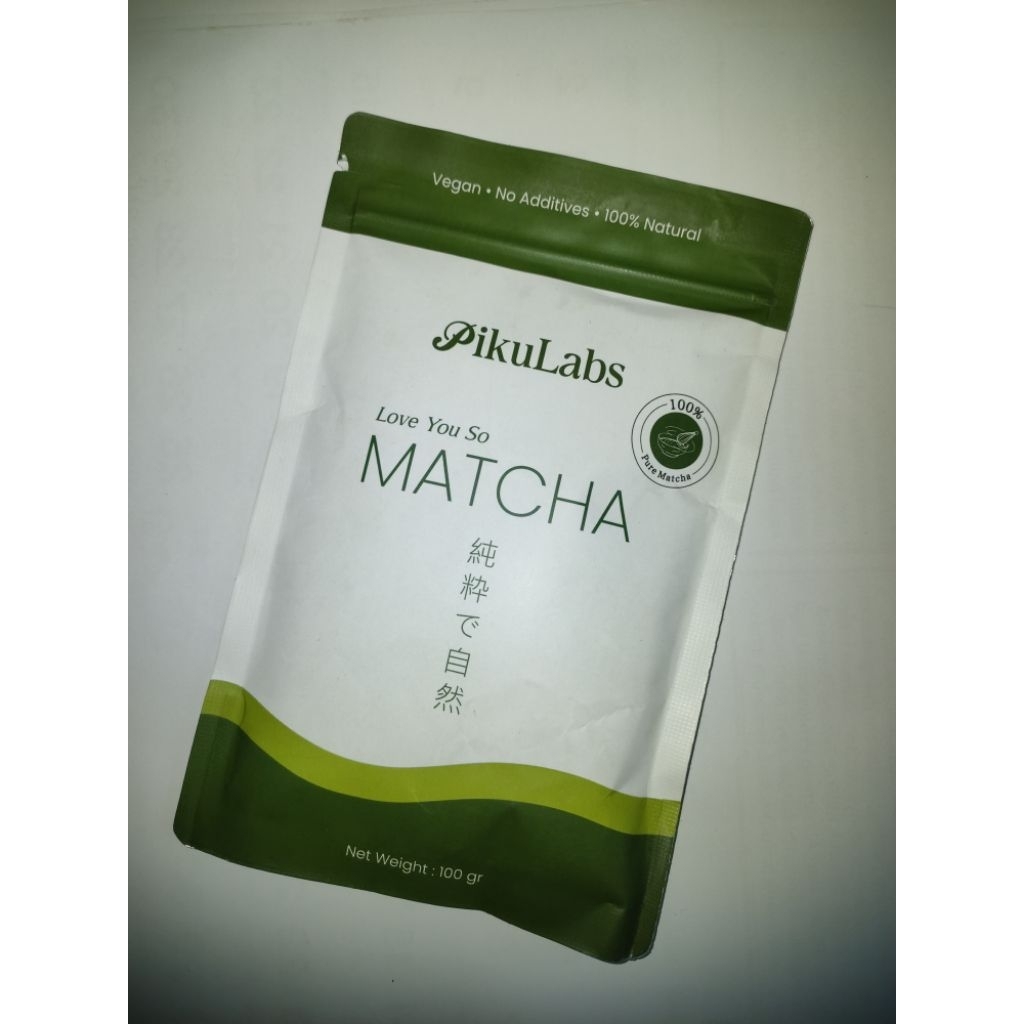 Vegan • No Additives • 100% Natural
PikuLabs
100%
Pure Matcha
Love You So
MATCHA
純粋で自然
Net Weight : 100 gr